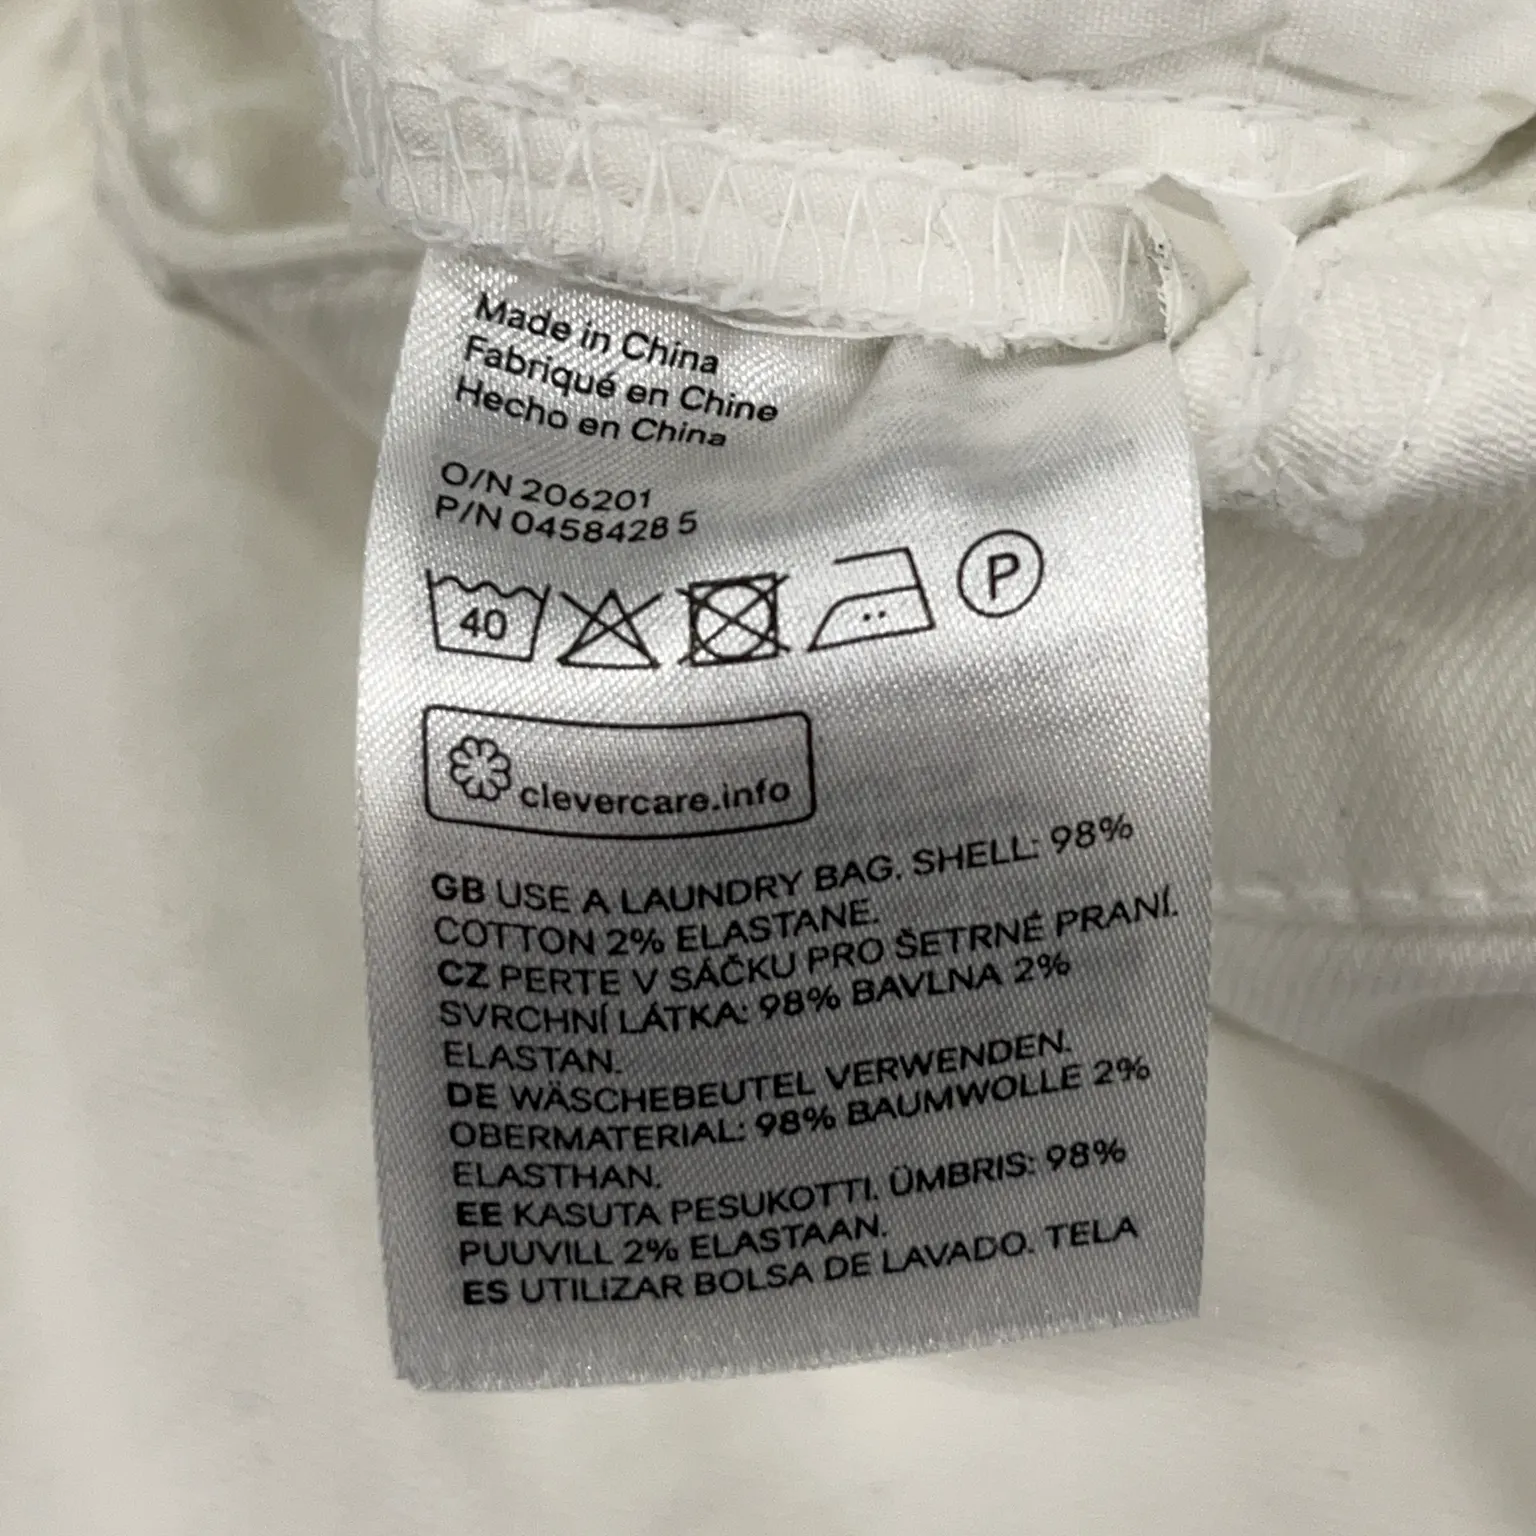 Made in China
Fabriqué en Chine
Hecho en China
O/N 206201
P/N 0458428 5
40
P
clevercare.info
GB USE A LAUNDRY BAG. SHELL: 98%
COTTON 2% ELASTANE.
CZ PERTE V SÁČKU PRO ŠETRNÉ PRANÍ.
SVRCHNÍ LÁTKA: 98% BAVLNA 2%
ELASTAN.
DE WÄSCHEBEUTEL VERWENDEN.
OBERMATERIAL: 98% BAUMWOLLE 2%
ELASTHAN.
EE KASUTA PESUKOTTI. ÜMBRIS: 98%
PUUVILL 2% ELASTAAN.
ES UTILIZAR BOLSA DE LAVADO. TELA